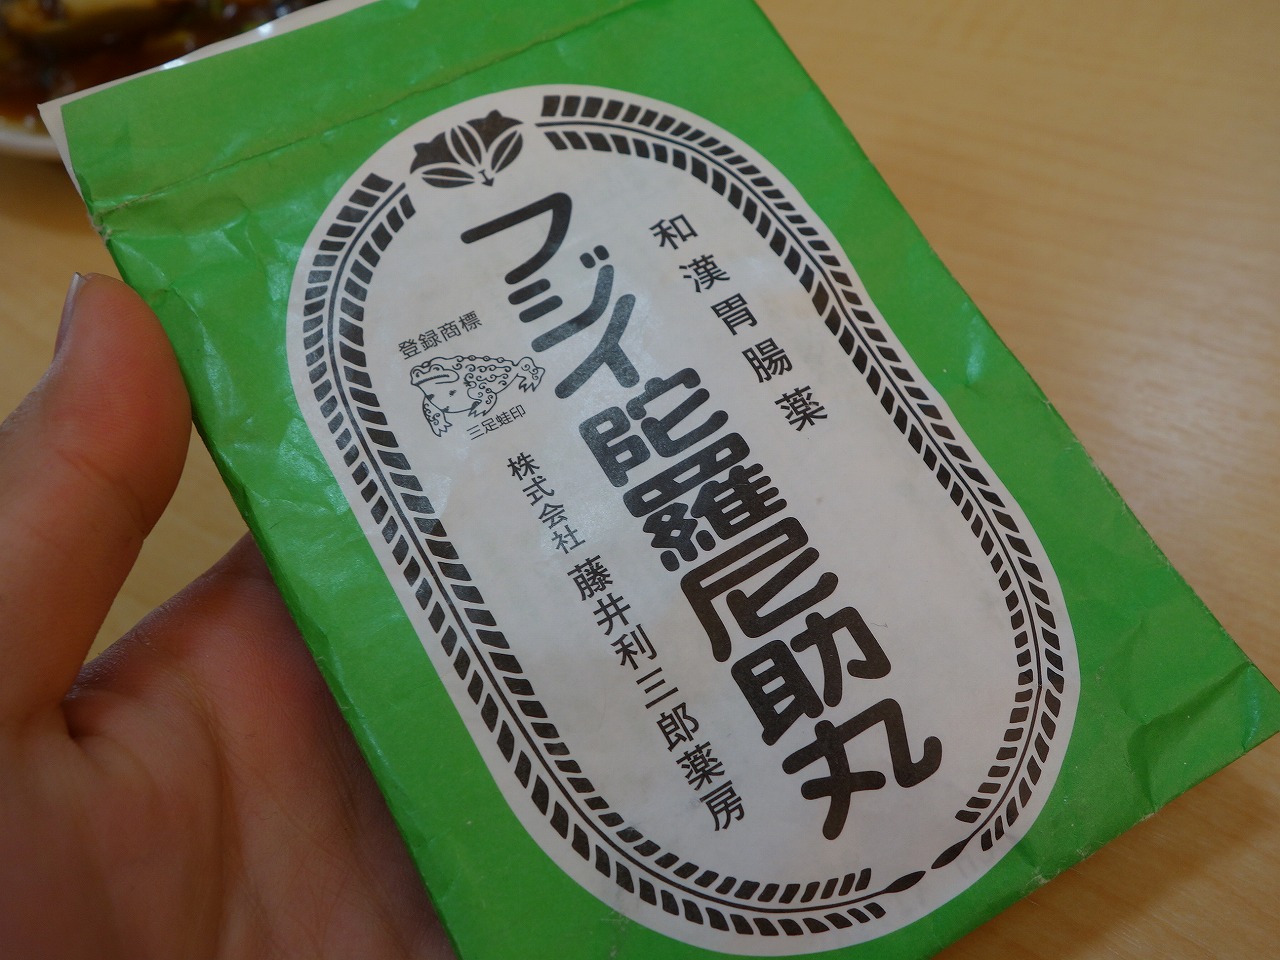 和漢胃腸薬
フジイ陀羅尼助丸
登録商標
三足蛙印
株式会社 藤井利三郎薬房